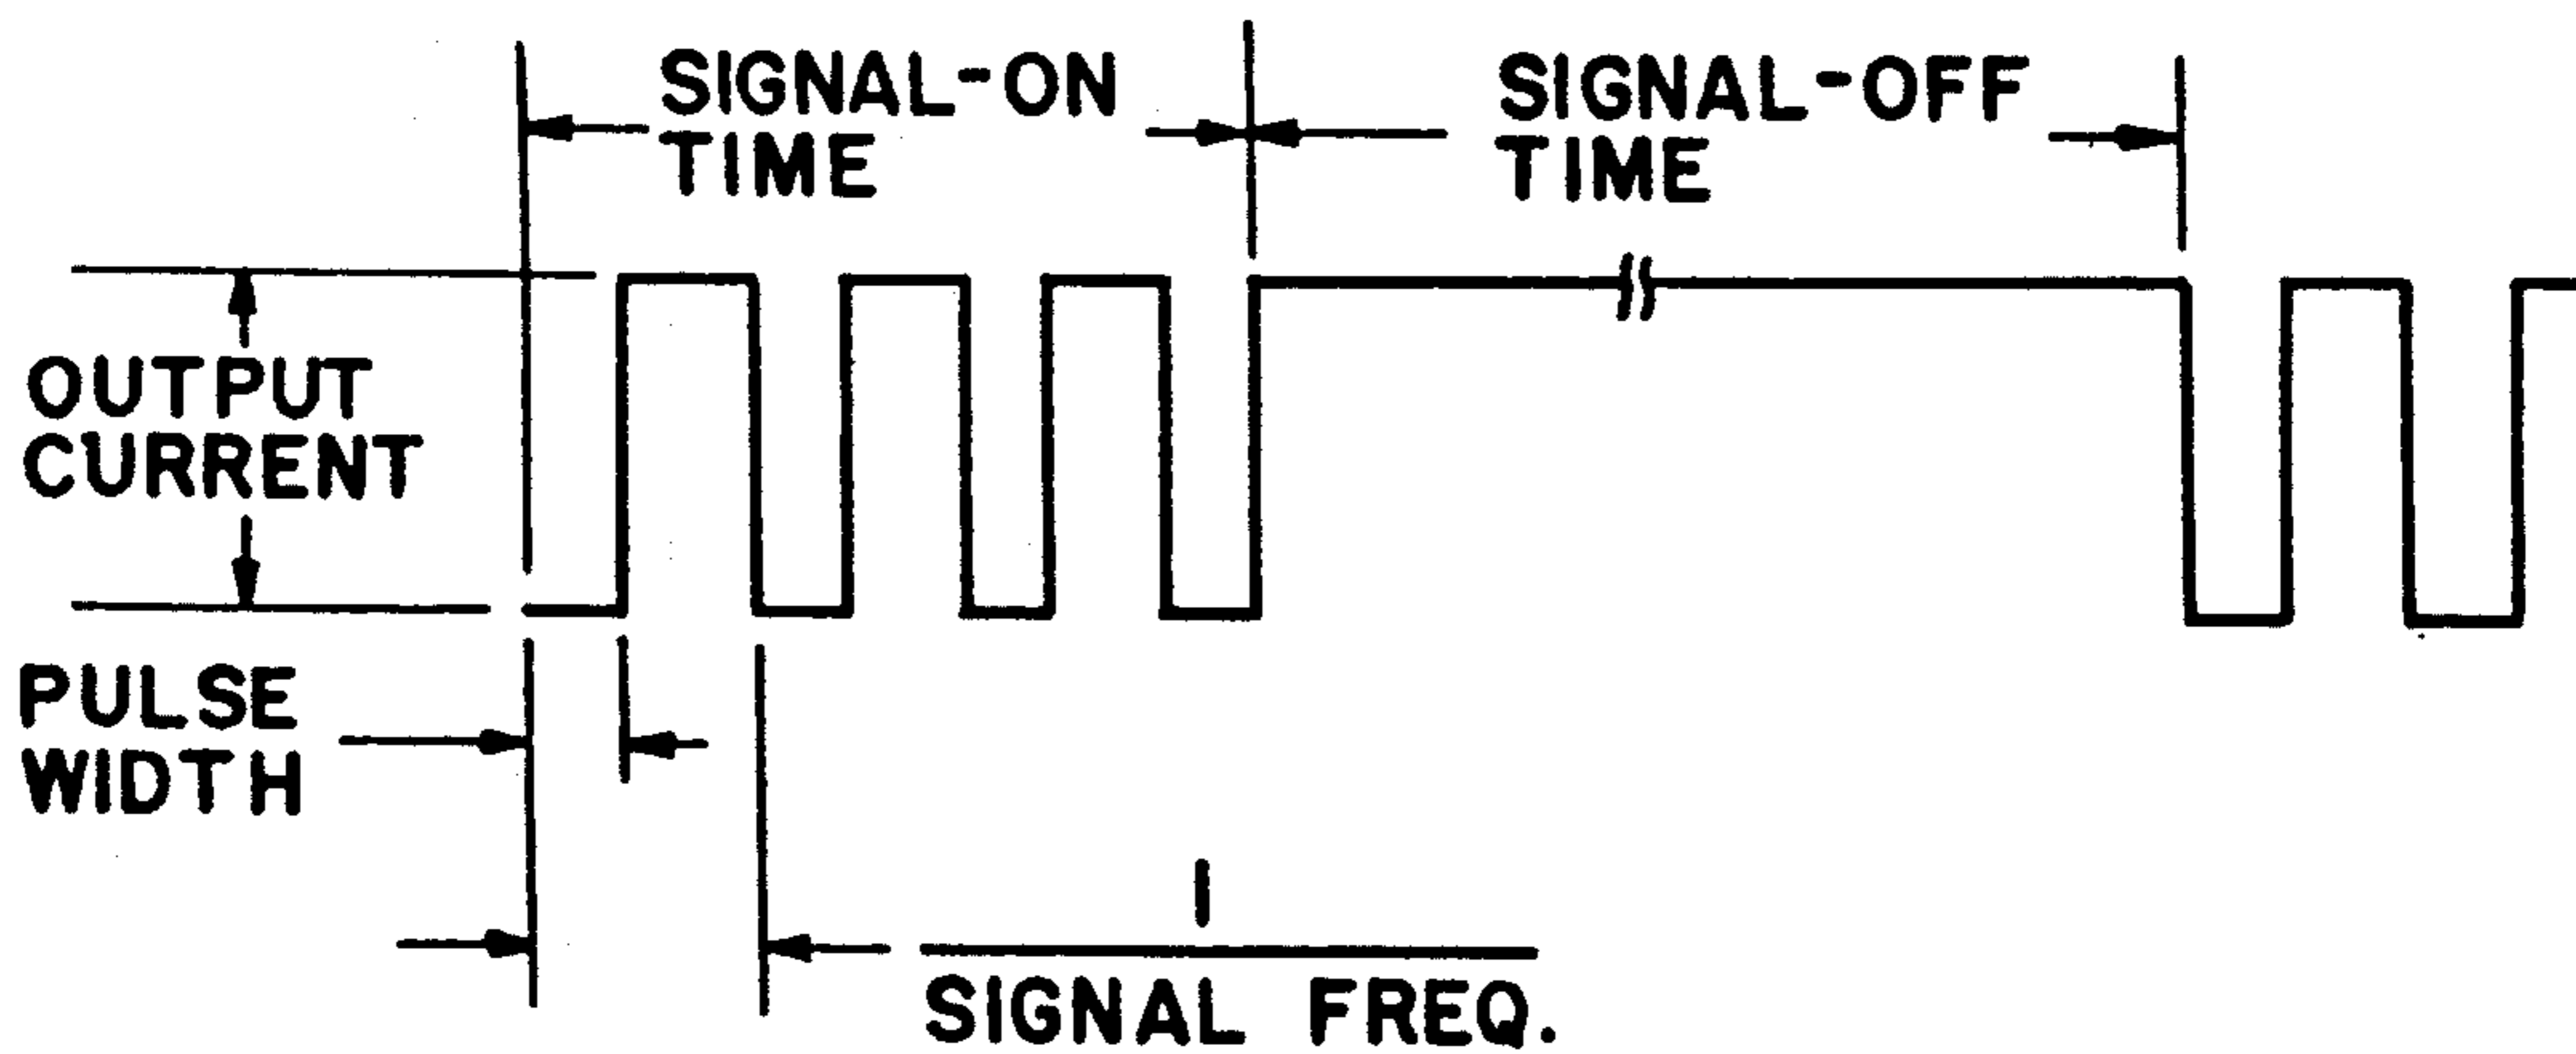 SIGNAL-ON
TIME
SIGNAL-OFF
TIME
OUTPUT
CURRENT
PULSE
WIDTH
1
SIGNAL FREQ.